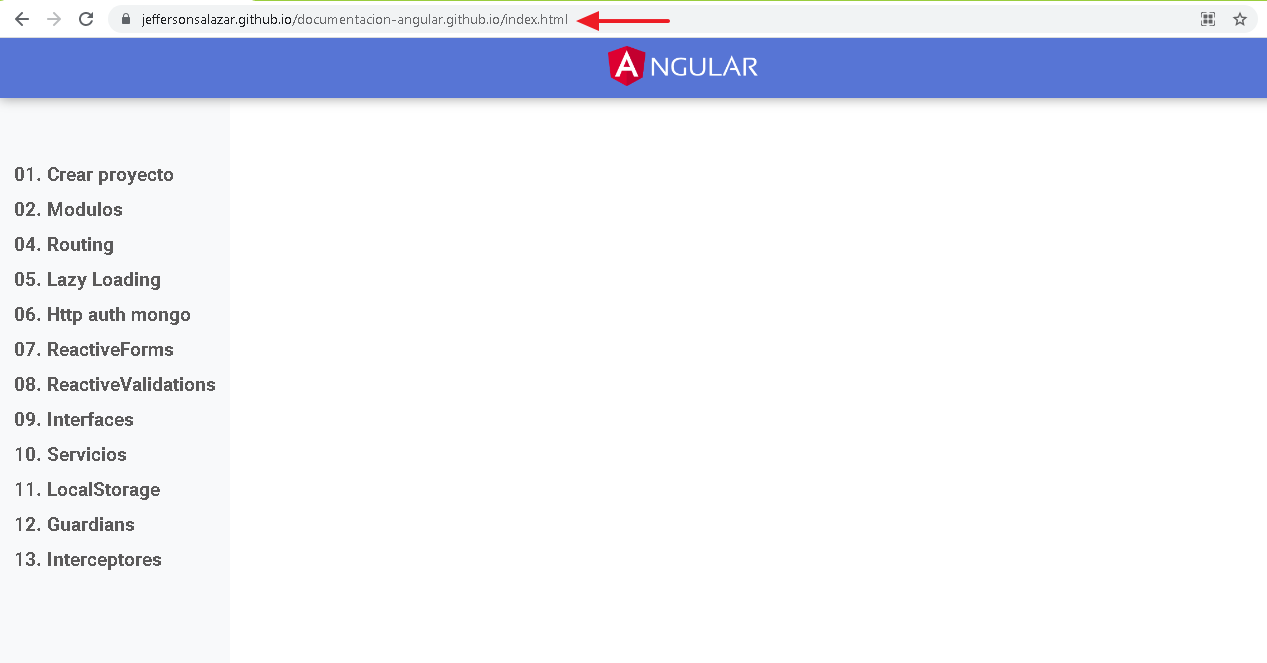 jeffersonsalazar.github.io/documentacion-angular.github.io/index.html
ANGULAR
01. Crear proyecto
02. Modulos
04. Routing
05. Lazy Loading
06. Http auth mongo
07. ReactiveForms
08. ReactiveValidations
09. Interfaces
10. Servicios
11. LocalStorage
12. Guardians
13. Interceptores